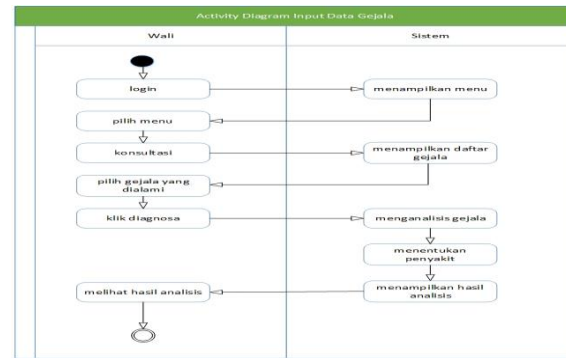 Activity Diagram Input Data Gejala
Wali
Sistem
login
menampilkan menu
pilih menu
konsultasi
menampilkan daftar
gejala
pilih gejala yang
dialami
klik diagnosa
menganalisis gejala
menentukan
penyakit
melihat hasil analisis
menampilkan hasil
analisis